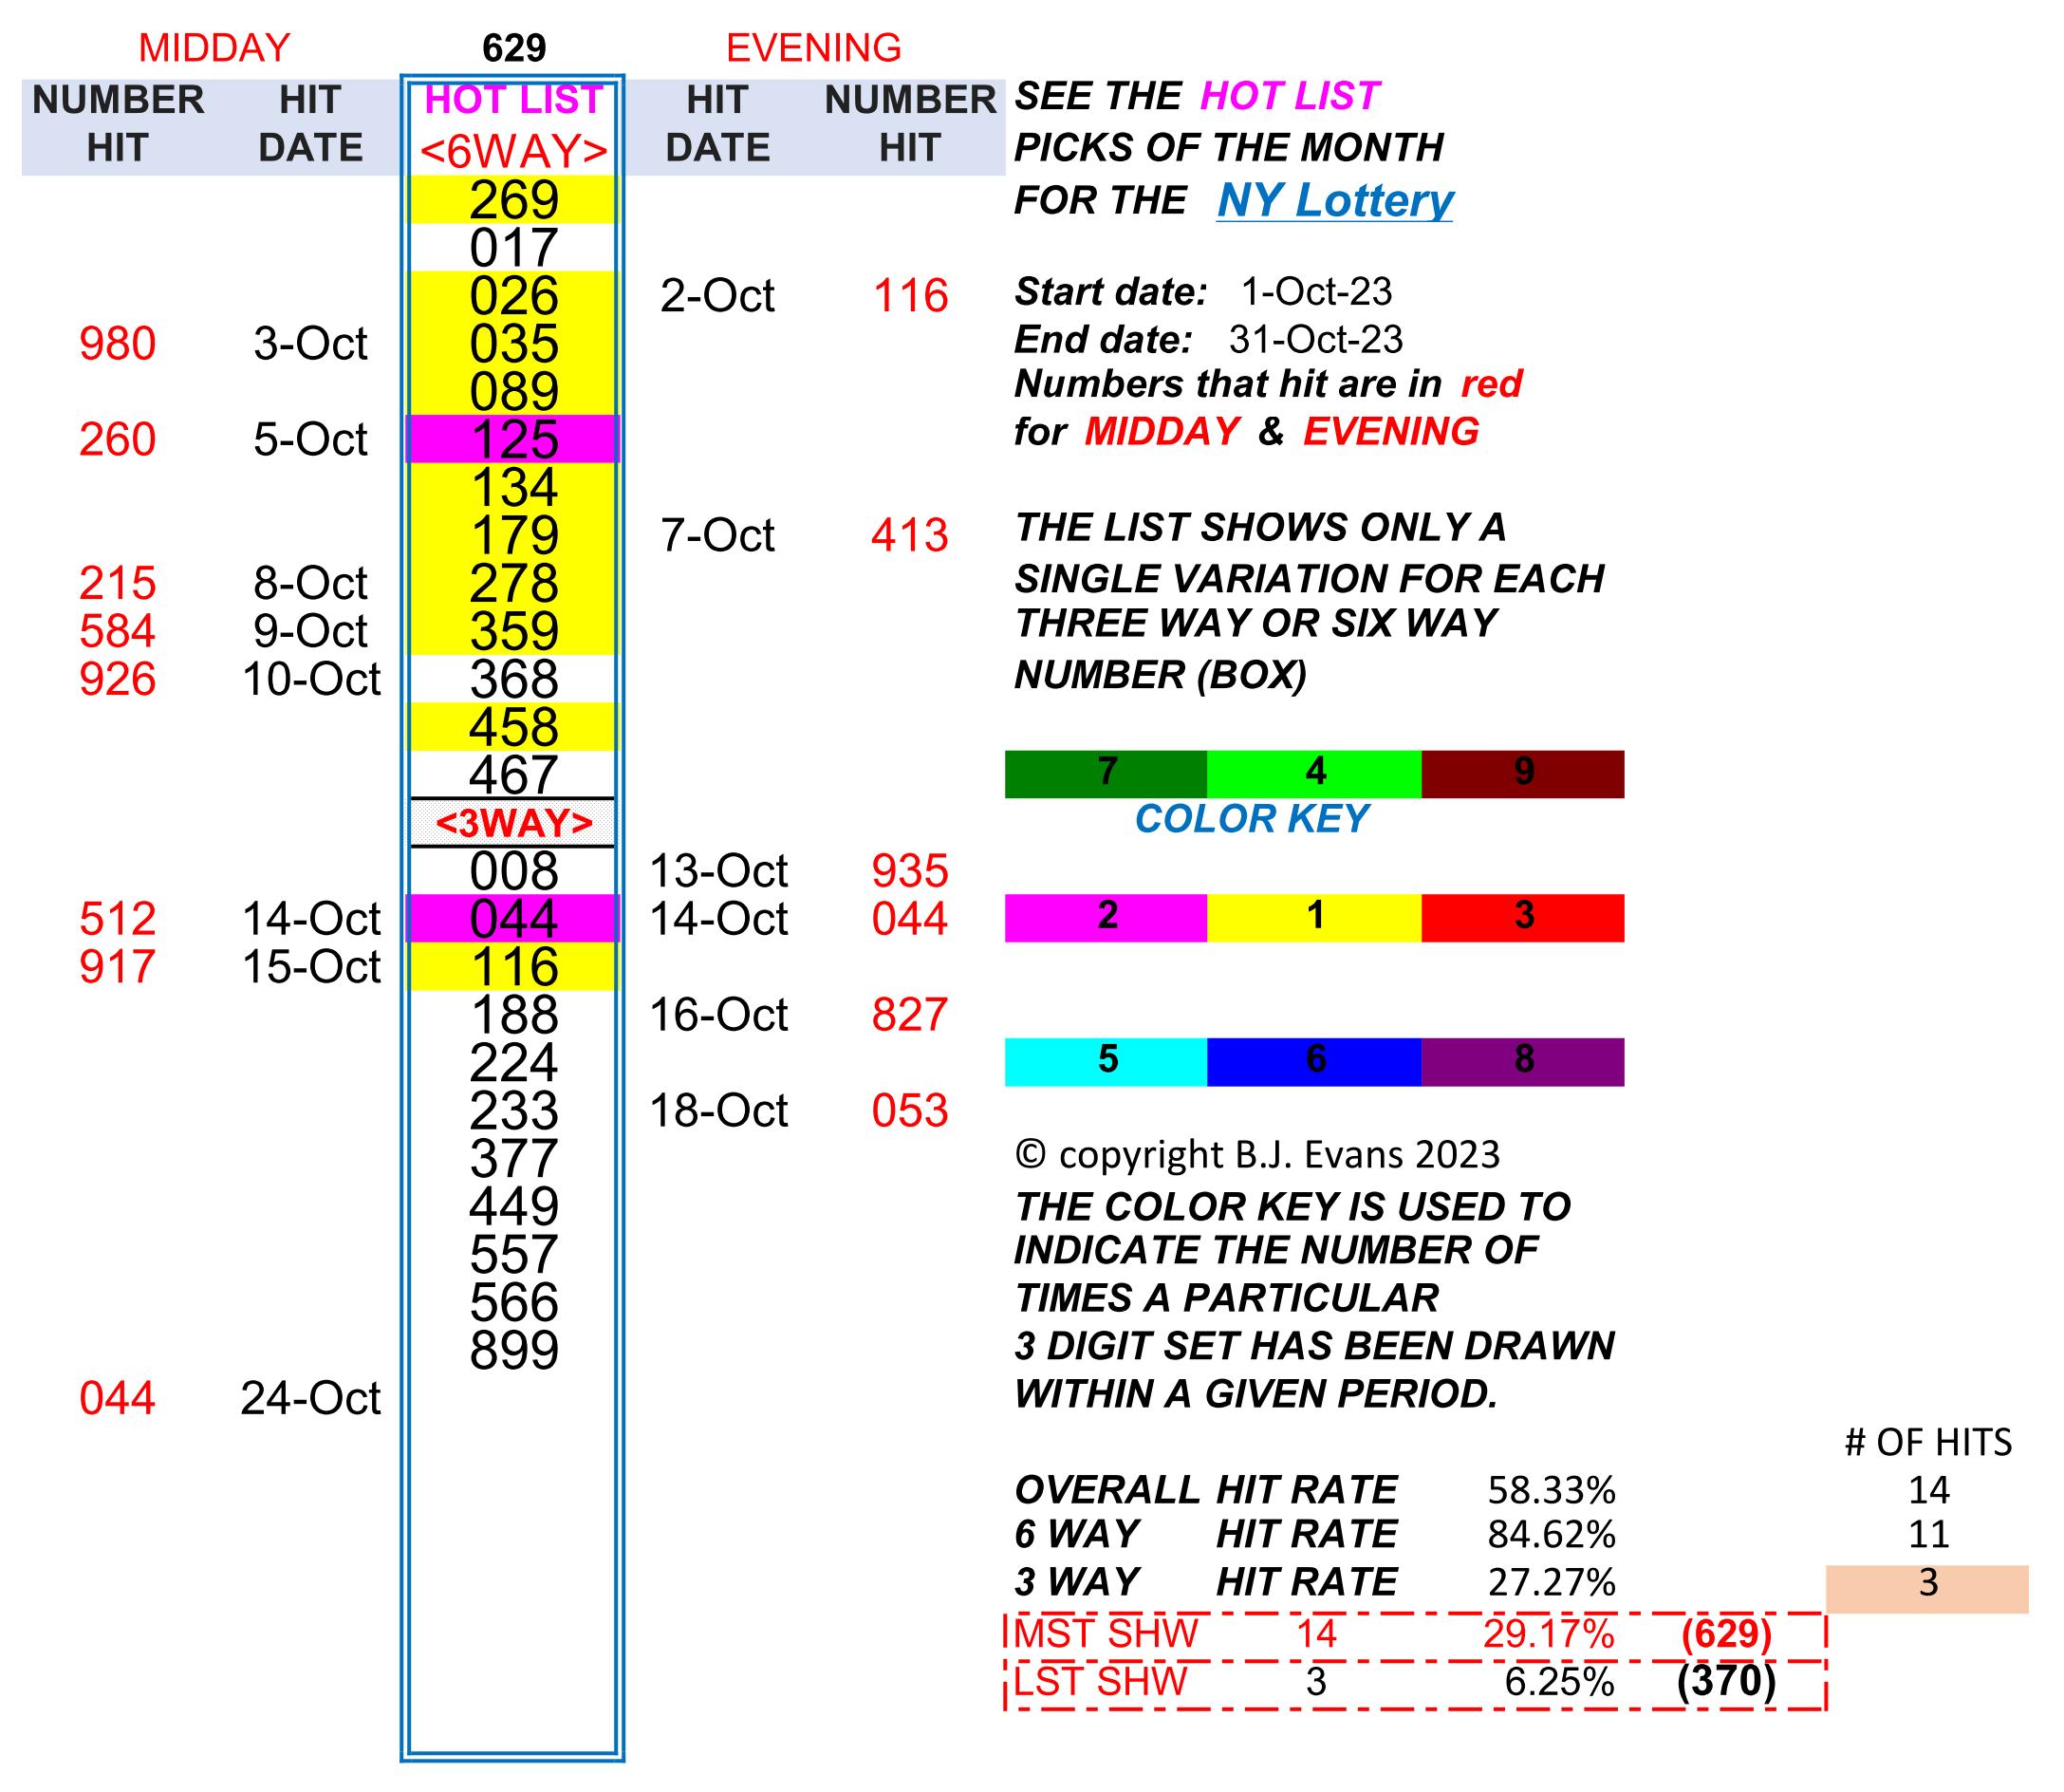 MIDDAY 629 EVENING
NUMBER HIT HOT LIST HIT NUMBER SEE THE HOT LIST
HIT DATE <6WAY> DATE HIT PICKS OF THE MONTH
269 FOR THE NY Lottery
017
026 2-Oct 116 Start date: 1-Oct-23
980 3-Oct 035 End date: 31-Oct-23
089 Numbers that hit are in red
260 5-Oct 125 for MIDDAY & EVENING
134
179 7-Oct 413 THE LIST SHOWS ONLY A
215 8-Oct 278 SINGLE VARIATION FOR EACH
584 9-Oct 359 THREE WAY OR SIX WAY
926 10-Oct 368 NUMBER (BOX)
458
467 7 4 9
<3WAY> COLOR KEY
008 13-Oct 935
512 14-Oct 044 14-Oct 044 2 1 3
917 15-Oct 116
188 16-Oct 827
224 5 6 8
233 18-Oct 053
377 © copyright B.J. Evans 2023
449 THE COLOR KEY IS USED TO
557 INDICATE THE NUMBER OF
566 TIMES A PARTICULAR
899 3 DIGIT SET HAS BEEN DRAWN
044 24-Oct WITHIN A GIVEN PERIOD.
# OF HITS
OVERALL HIT RATE 58.33% 14
6 WAY HIT RATE 84.62% 11
3 WAY HIT RATE 27.27% 3
MST SHW 14 29.17% (629)
LST SHW 3 6.25% (370)